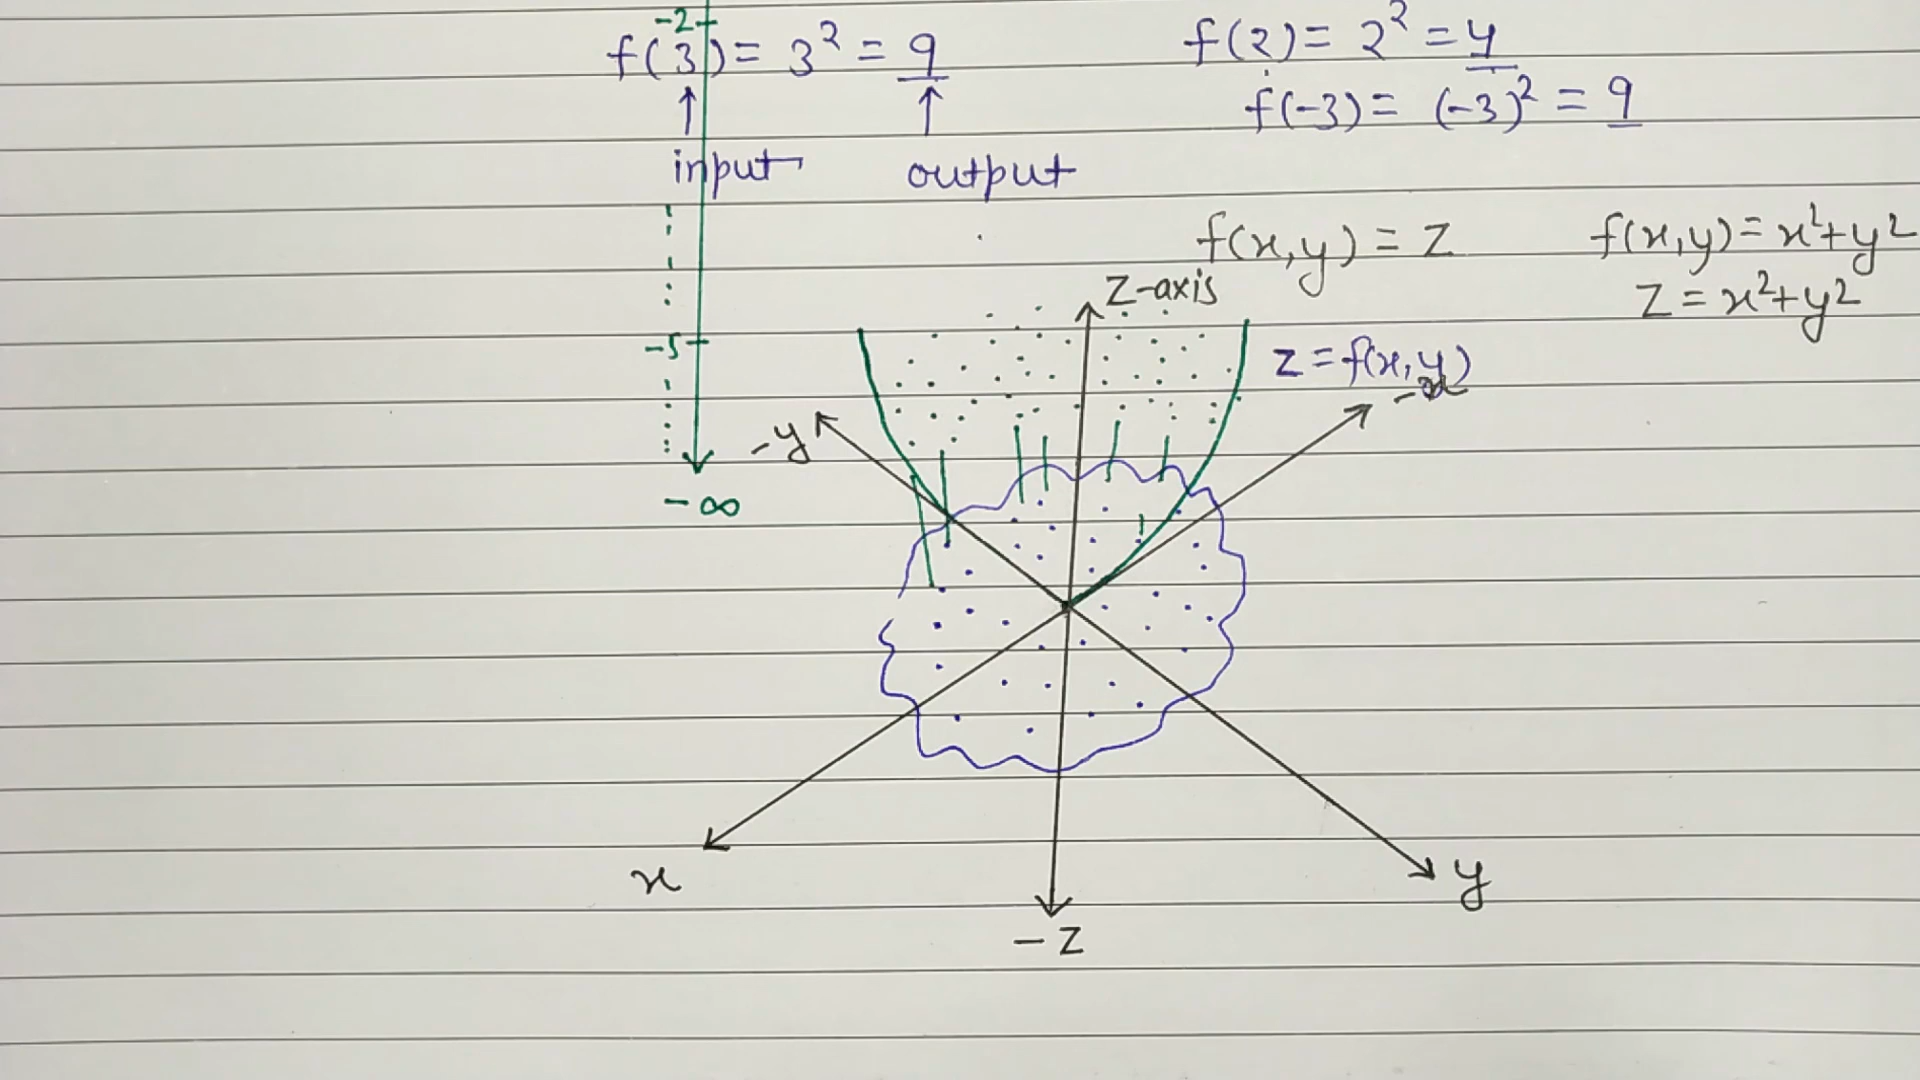 -2
f(3) = 3² = 9
f(2) = 2² = 4
f(-3) = (-3)² = 9
input
output
f(x,y) = z
f(x,y) = x²+y²
z-axis
z = x²+y²
-5
z = f(x,y)
-x
-y
-∞
x
y
-z